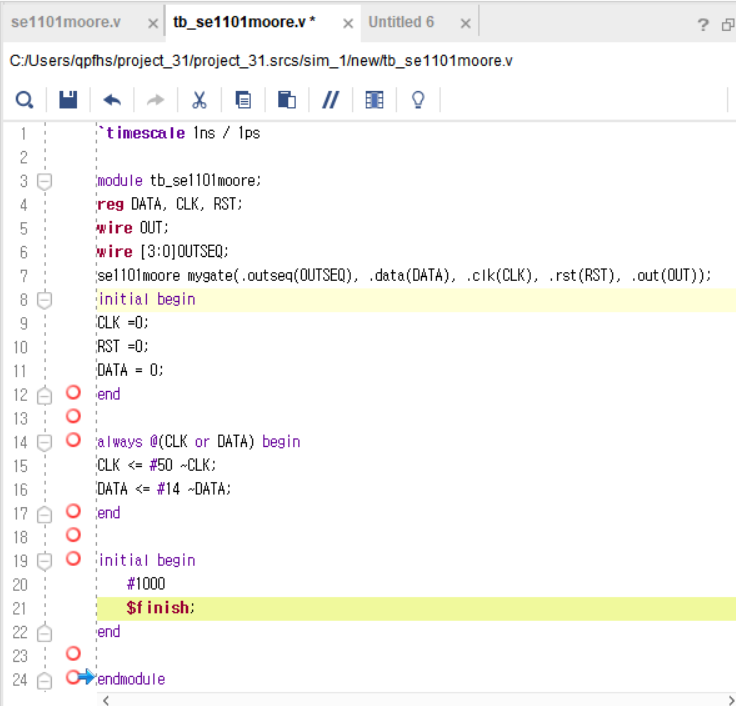 se1101moore.v × tb_se1101moore.v * × Untitled 6 × ?
C:/Users/qpfhs/project_31/project_31.srcs/sim_1/new/tb_se1101moore.v
//
1 `timescale 1ns / 1ps
2
3 module tb_se1101moore;
4 reg DATA, CLK, RST;
5 wire OUT;
6 wire [3:0]OUTSEQ;
7 se1101moore mygate(.outseq(OUTSEQ), .data(DATA), .clk(CLK), .rst(RST), .out(OUT));
8 initial begin
9 CLK =0;
10 RST =0;
11 DATA = 0;
12 end
13
14 always @(CLK or DATA) begin
15 CLK <= #50 ~CLK;
16 DATA <= #14 ~DATA;
17 end
18
19 initial begin
20 #1000
21 $finish;
22 end
23
24 endmodule